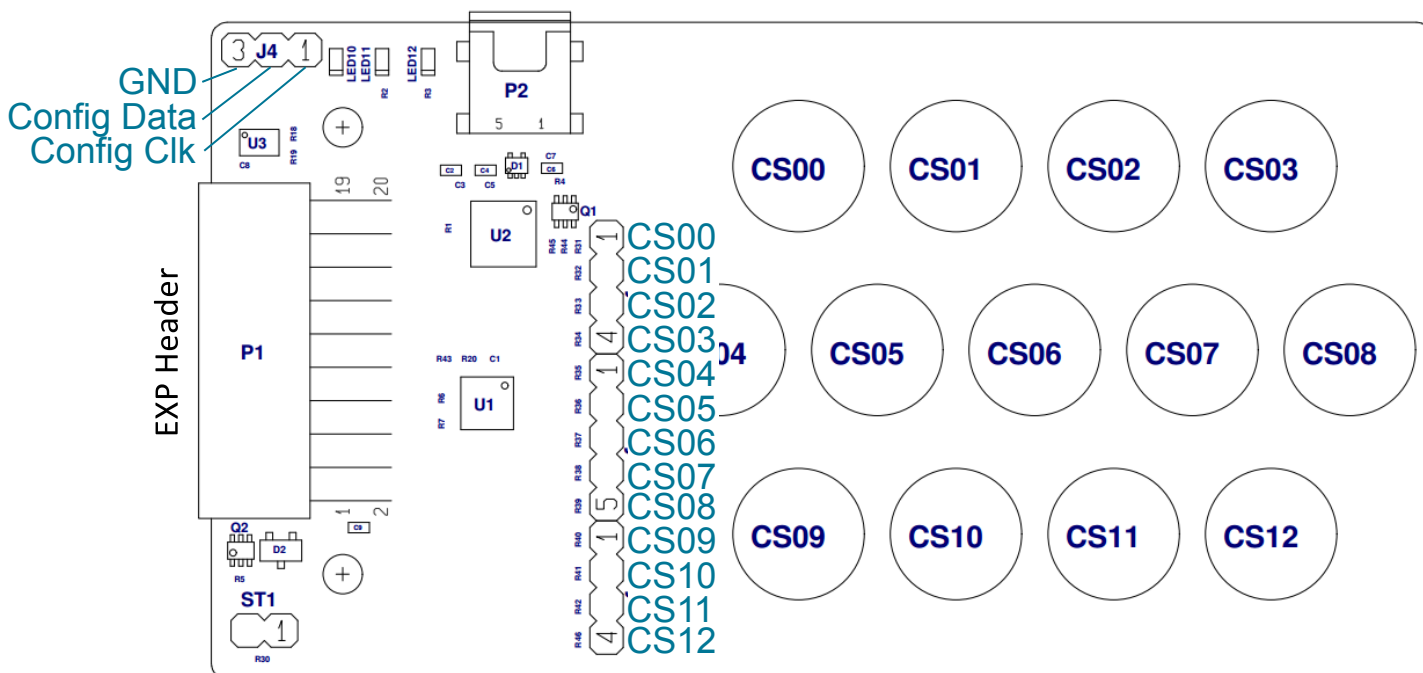 3 J4 1
LED10
LED11
LED12
R2
R3
P2
5 1
GND
Config Data
Config Clk
U3
R18
R19
C8
C2
C3
C4
C5
D1
C7
C6
R4
Q1
19
20
R1
U2
R45
R44
R31
1
CS00
R32
CS01
R33
CS02
R34
4
CS03
EXP Header
P1
R43 R20 C1
R6
R7
U1
R35
1
CS04
R36
CS05
R37
CS06
R38
CS07
R39
5
CS08
1
2
C9
Q2
D2
R5
R40
1
CS09
R41
CS10
R42
CS11
R46
4
CS12
ST1
1
R30
CS00 CS01 CS02 CS03
04 CS05 CS06 CS07 CS08
CS09 CS10 CS11 CS12